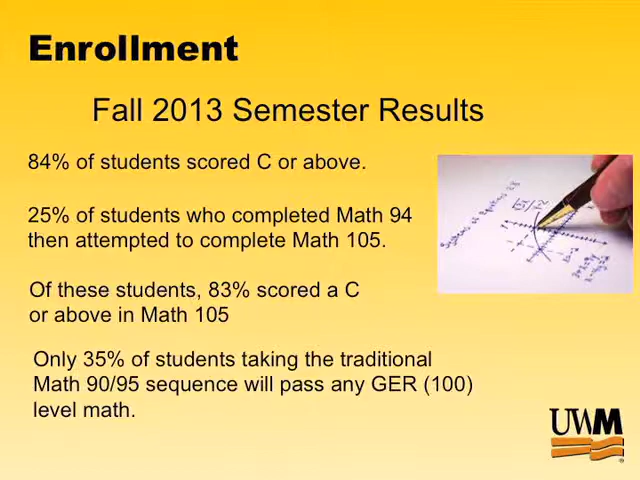 Enrollment
Fall 2013 Semester Results
84% of students scored C or above.
25% of students who completed Math 94
then attempted to complete Math 105.
Of these students, 83% scored a C
or above in Math 105
Only 35% of students taking the traditional
Math 90/95 sequence will pass any GER (100)
level math.
UWM